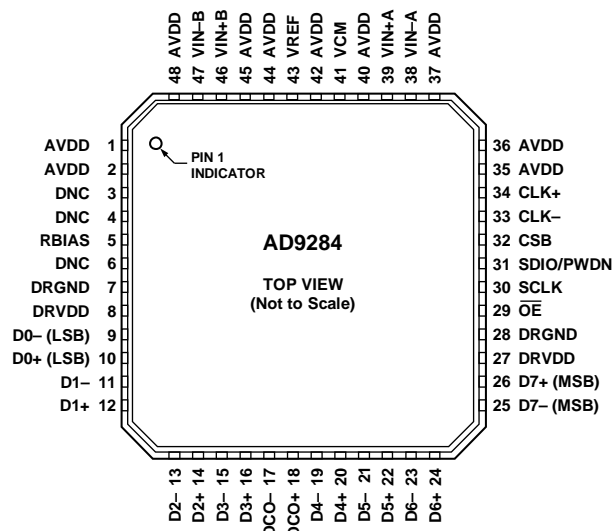 48 AVDD
47 VIN–B
46 VIN+B
45 AVDD
44 AVDD
43 VREF
42 AVDD
41 VCM
40 AVDD
39 VIN+A
38 VIN–A
37 AVDD
AVDD 1
AVDD 2
DNC 3
DNC 4
RBIAS 5
DNC 6
DRGND 7
DRVDD 8
D0– (LSB) 9
D0+ (LSB) 10
D1– 11
D1+ 12
PIN 1
INDICATOR
AD9284
TOP VIEW
(Not to Scale)
36 AVDD
35 AVDD
34 CLK+
33 CLK–
32 CSB
31 SDIO/PWDN
30 SCLK
29 OE
28 DRGND
27 DRVDD
26 D7+ (MSB)
25 D7– (MSB)
D2– 13
D2+ 14
D3– 15
D3+ 16
DCO– 17
DCO+ 18
D4– 19
D4+ 20
D5– 21
D5+ 22
D6– 23
D6+ 24